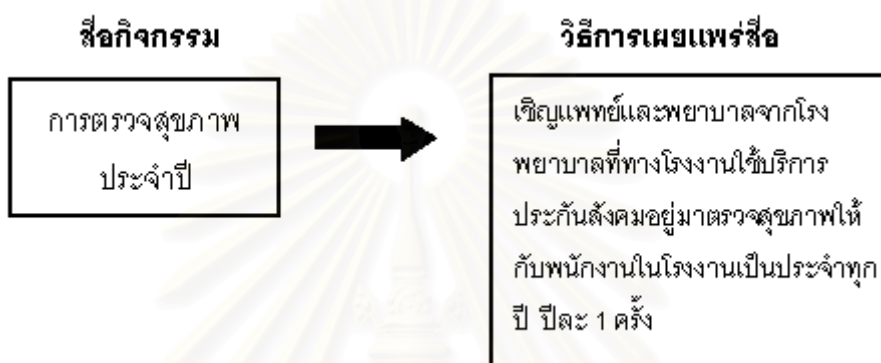 สื่อกิจกรรม
การตรวจสุขภาพ
ประจำปี
วิธีการเผยแพร่สื่อ
เชิญแพทย์และพยาบาลจากโรง
พยาบาลที่ทางโรงงานใช้บริการ
ประกันสังคมอยู่มาตรวจสุขภาพให้
กับพนักงานในโรงงานเป็นประจำทุก
ปี ปีละ 1 ครั้ง